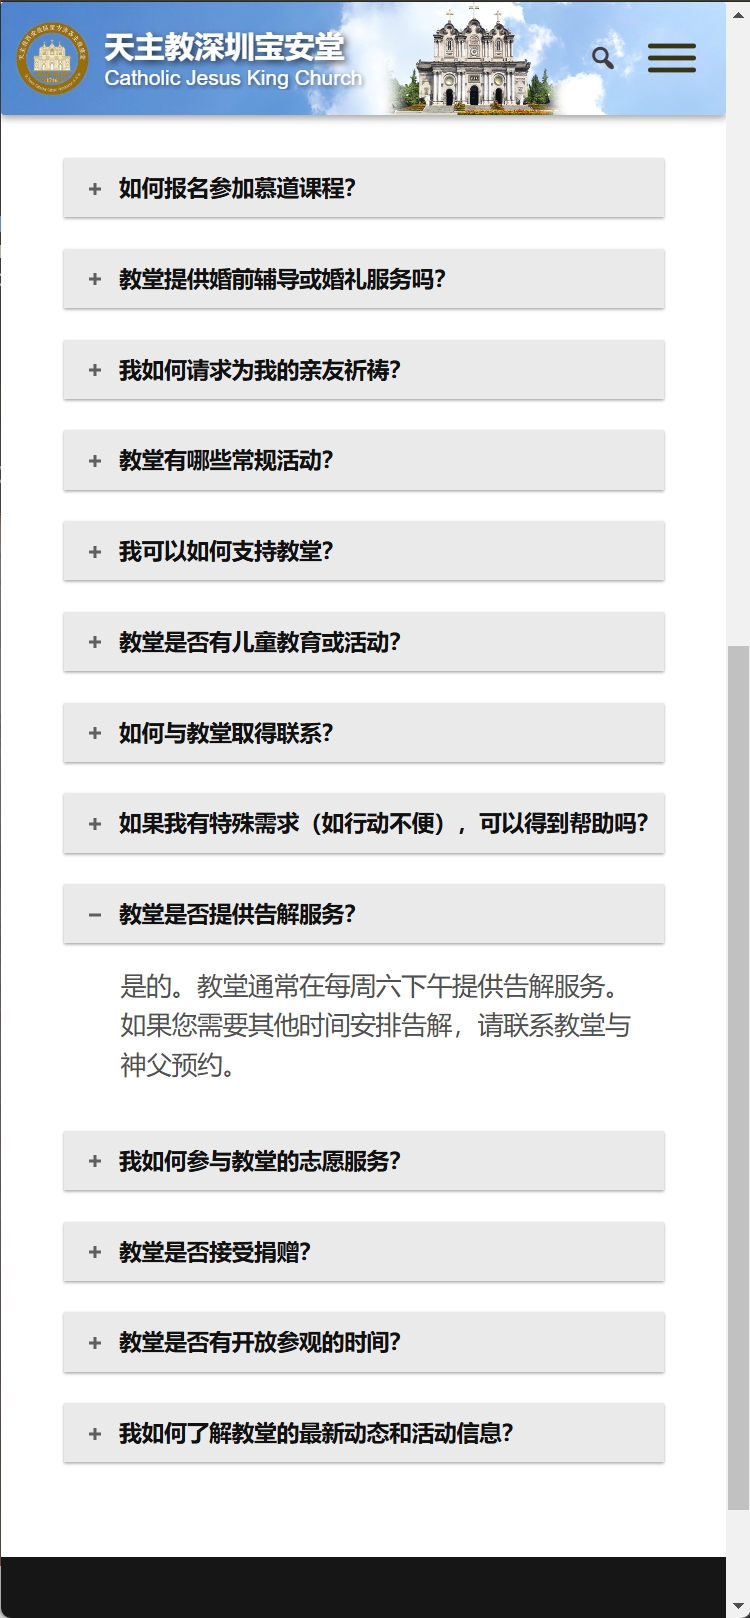 天主教深圳宝安堂
Catholic Jesus King Church
如何报名参加慕道课程?
教堂提供婚前辅导或婚礼服务吗?
我如何请求为我的亲友祈祷?
教堂有哪些常规活动?
我可以如何支持教堂?
教堂是否有儿童教育或活动?
如何与教堂取得联系?
如果我有特殊需求（如行动不便），可以得到帮助吗?
教堂是否提供告解服务?
是的。教堂通常在每周六下午提供告解服务。
如果您需要其他时间安排告解，请联系教堂与
神父预约。
我如何参与教堂的志愿服务?
教堂是否接受捐赠?
教堂是否有开放参观的时间?
我如何了解教堂的最新动态和活动信息?